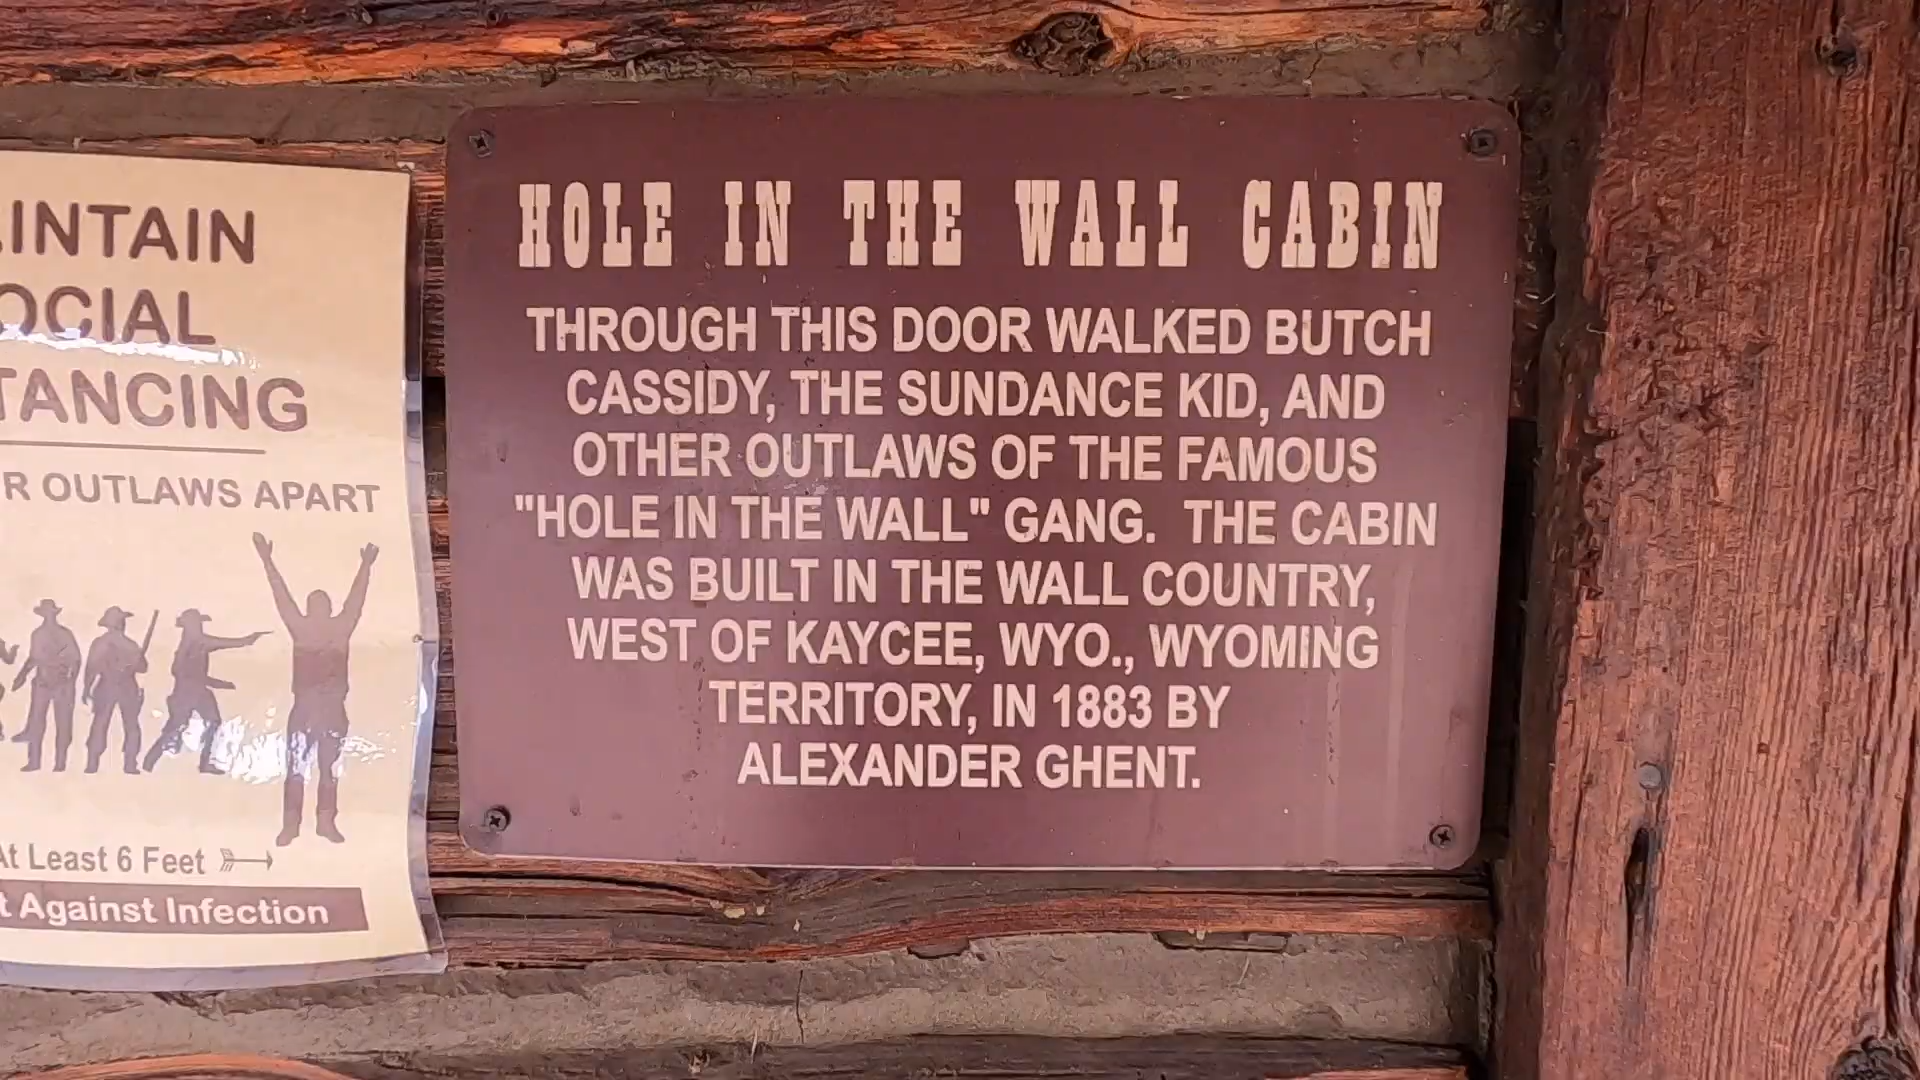 INTAIN
OCIAL
TANCING
R OUTLAWS APART
At Least 6 Feet
t Against Infection
HOLE IN THE WALL CABIN
THROUGH THIS DOOR WALKED BUTCH
CASSIDY, THE SUNDANCE KID, AND
OTHER OUTLAWS OF THE FAMOUS
"HOLE IN THE WALL" GANG. THE CABIN
WAS BUILT IN THE WALL COUNTRY,
WEST OF KAYCEE, WYO., WYOMING
TERRITORY, IN 1883 BY
ALEXANDER GHENT.